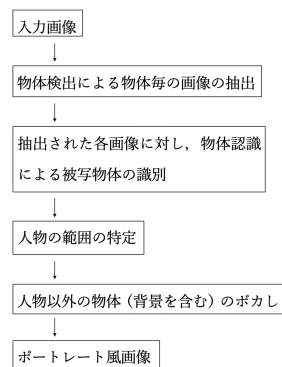 入力画像
物体検出による物体毎の画像の抽出
抽出された各画像に対し，物体認識
による被写物体の識別
人物の範囲の特定
人物以外の物体（背景を含む）のボカし
ポートレート風画像